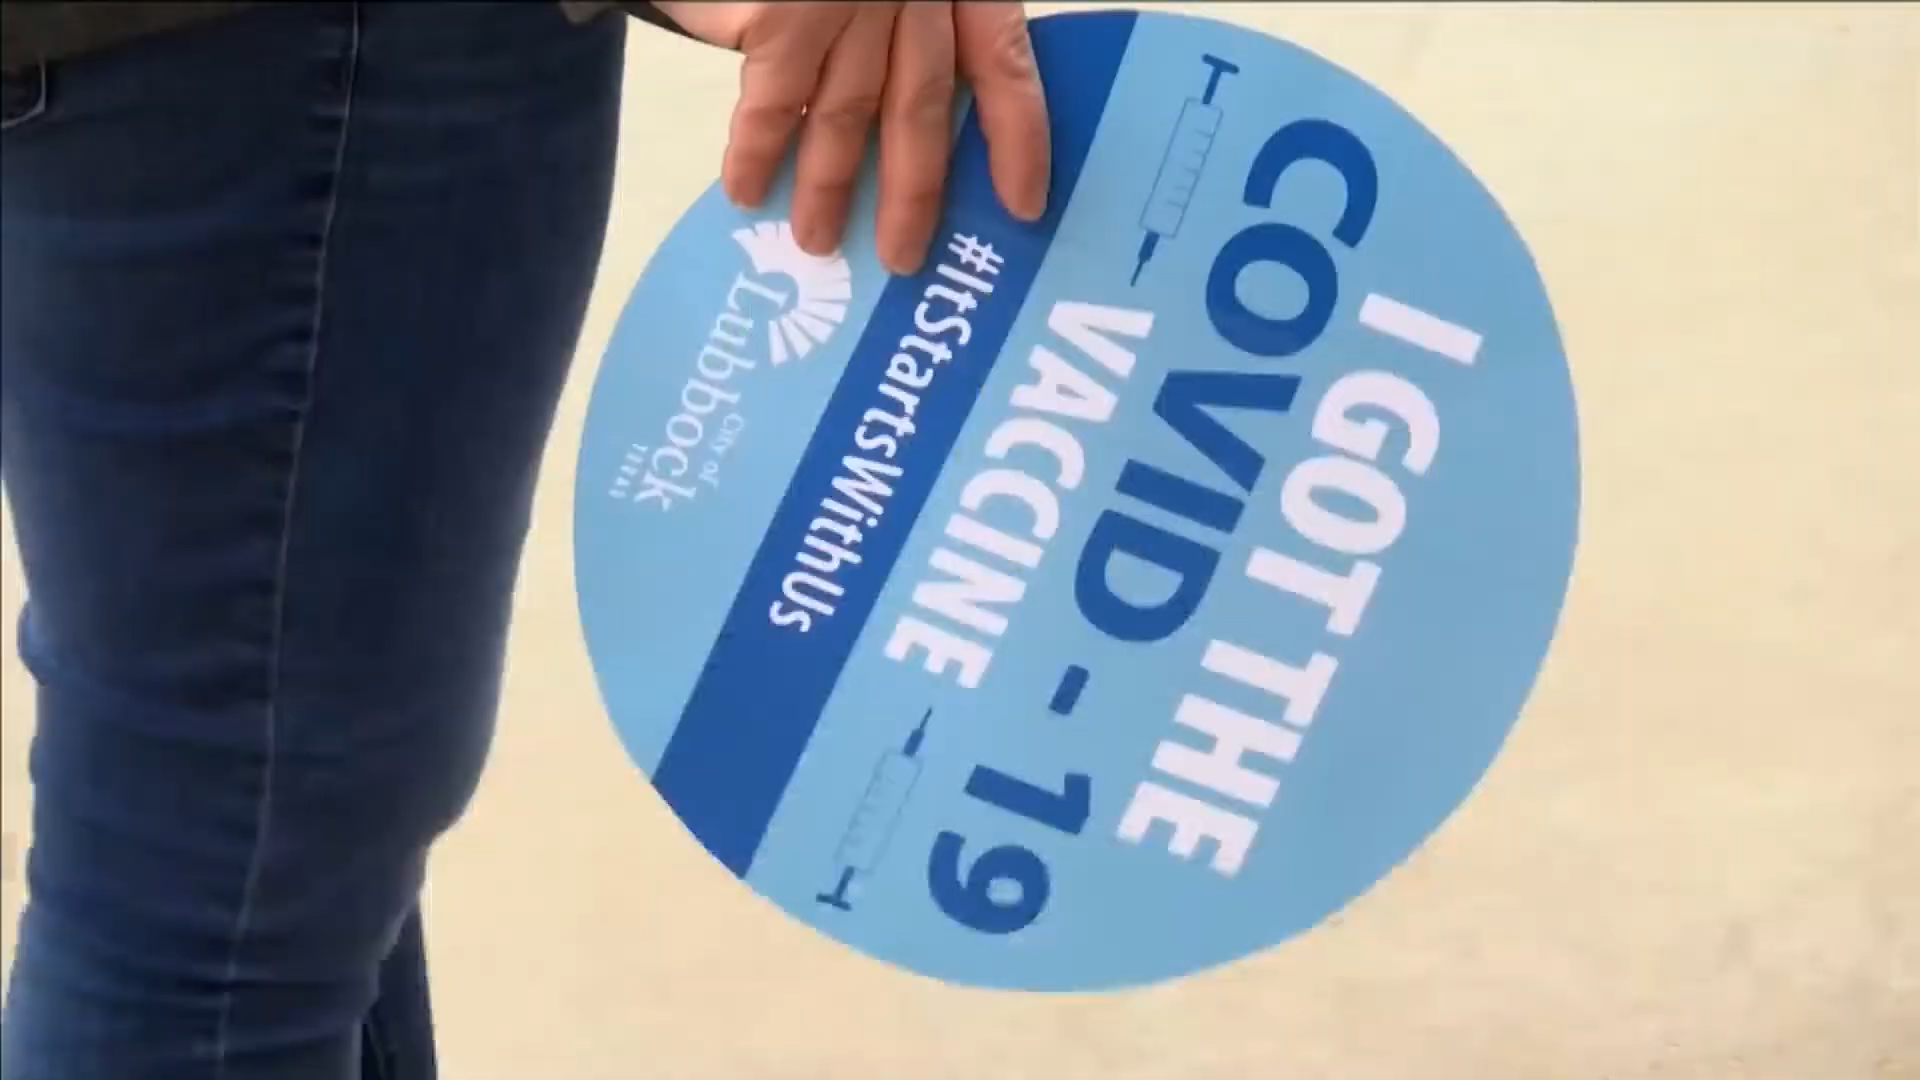 I GOT THE
COVID-19
VACCINE
#ItStartsWithUs
CITY OF
Lubbock
TEXAS